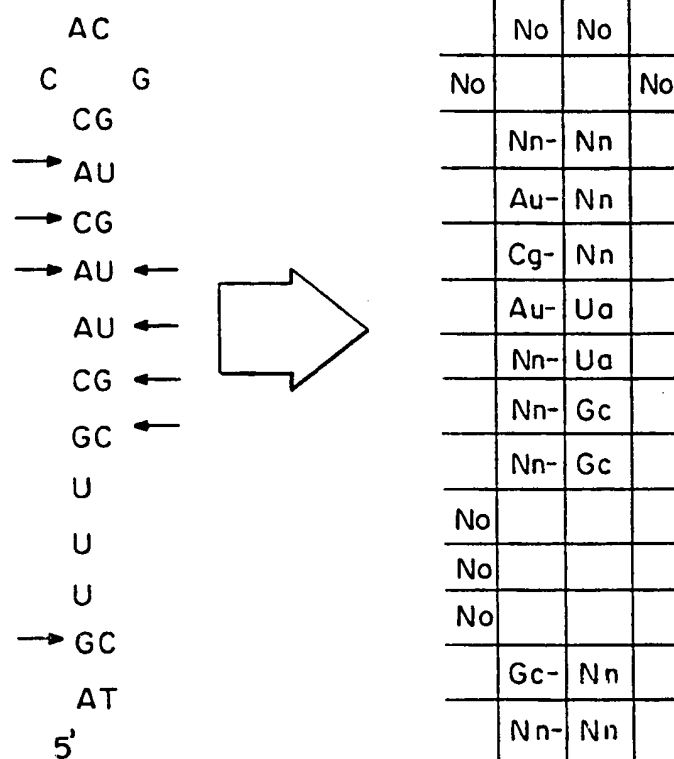 AC
C G
CG
AU
CG
AU
AU
CG
GC
U
U
U
GC
AT
5'
No No
No No
Nn- Nn
Au- Nn
Cg- Nn
Au- Ua
Nn- Ua
Nn- Gc
Nn- Gc
No
No
No
Gc- Nn
Nn- Nn